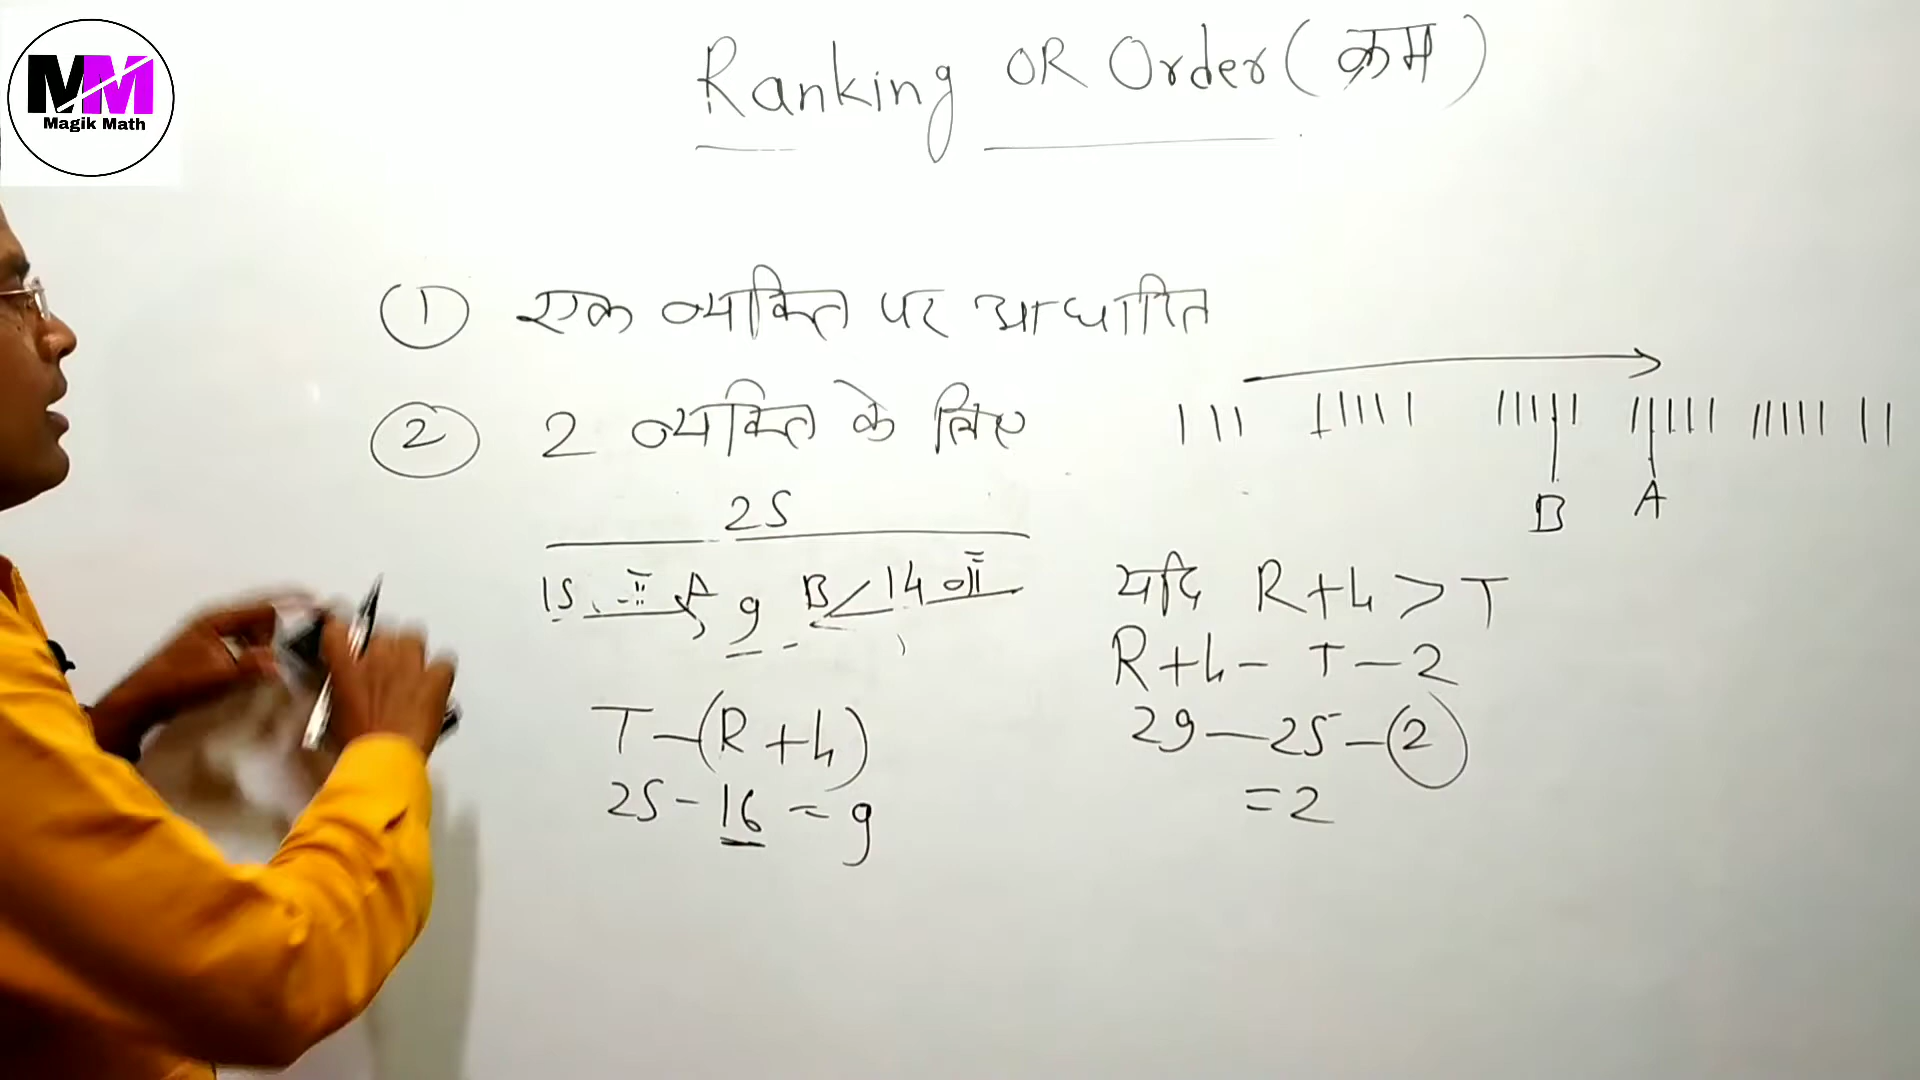 MM
Magik Math
Ranking OR Order (क्रम)
① एक व्यक्ति पर आधारित
② 2 व्यक्ति के लिए
25
15 वाँ A 9 B 14 वाँ
T-(R+L)
25-16=9
B A
यदि R+L>T
R+L-T-2
29-25-2
=2